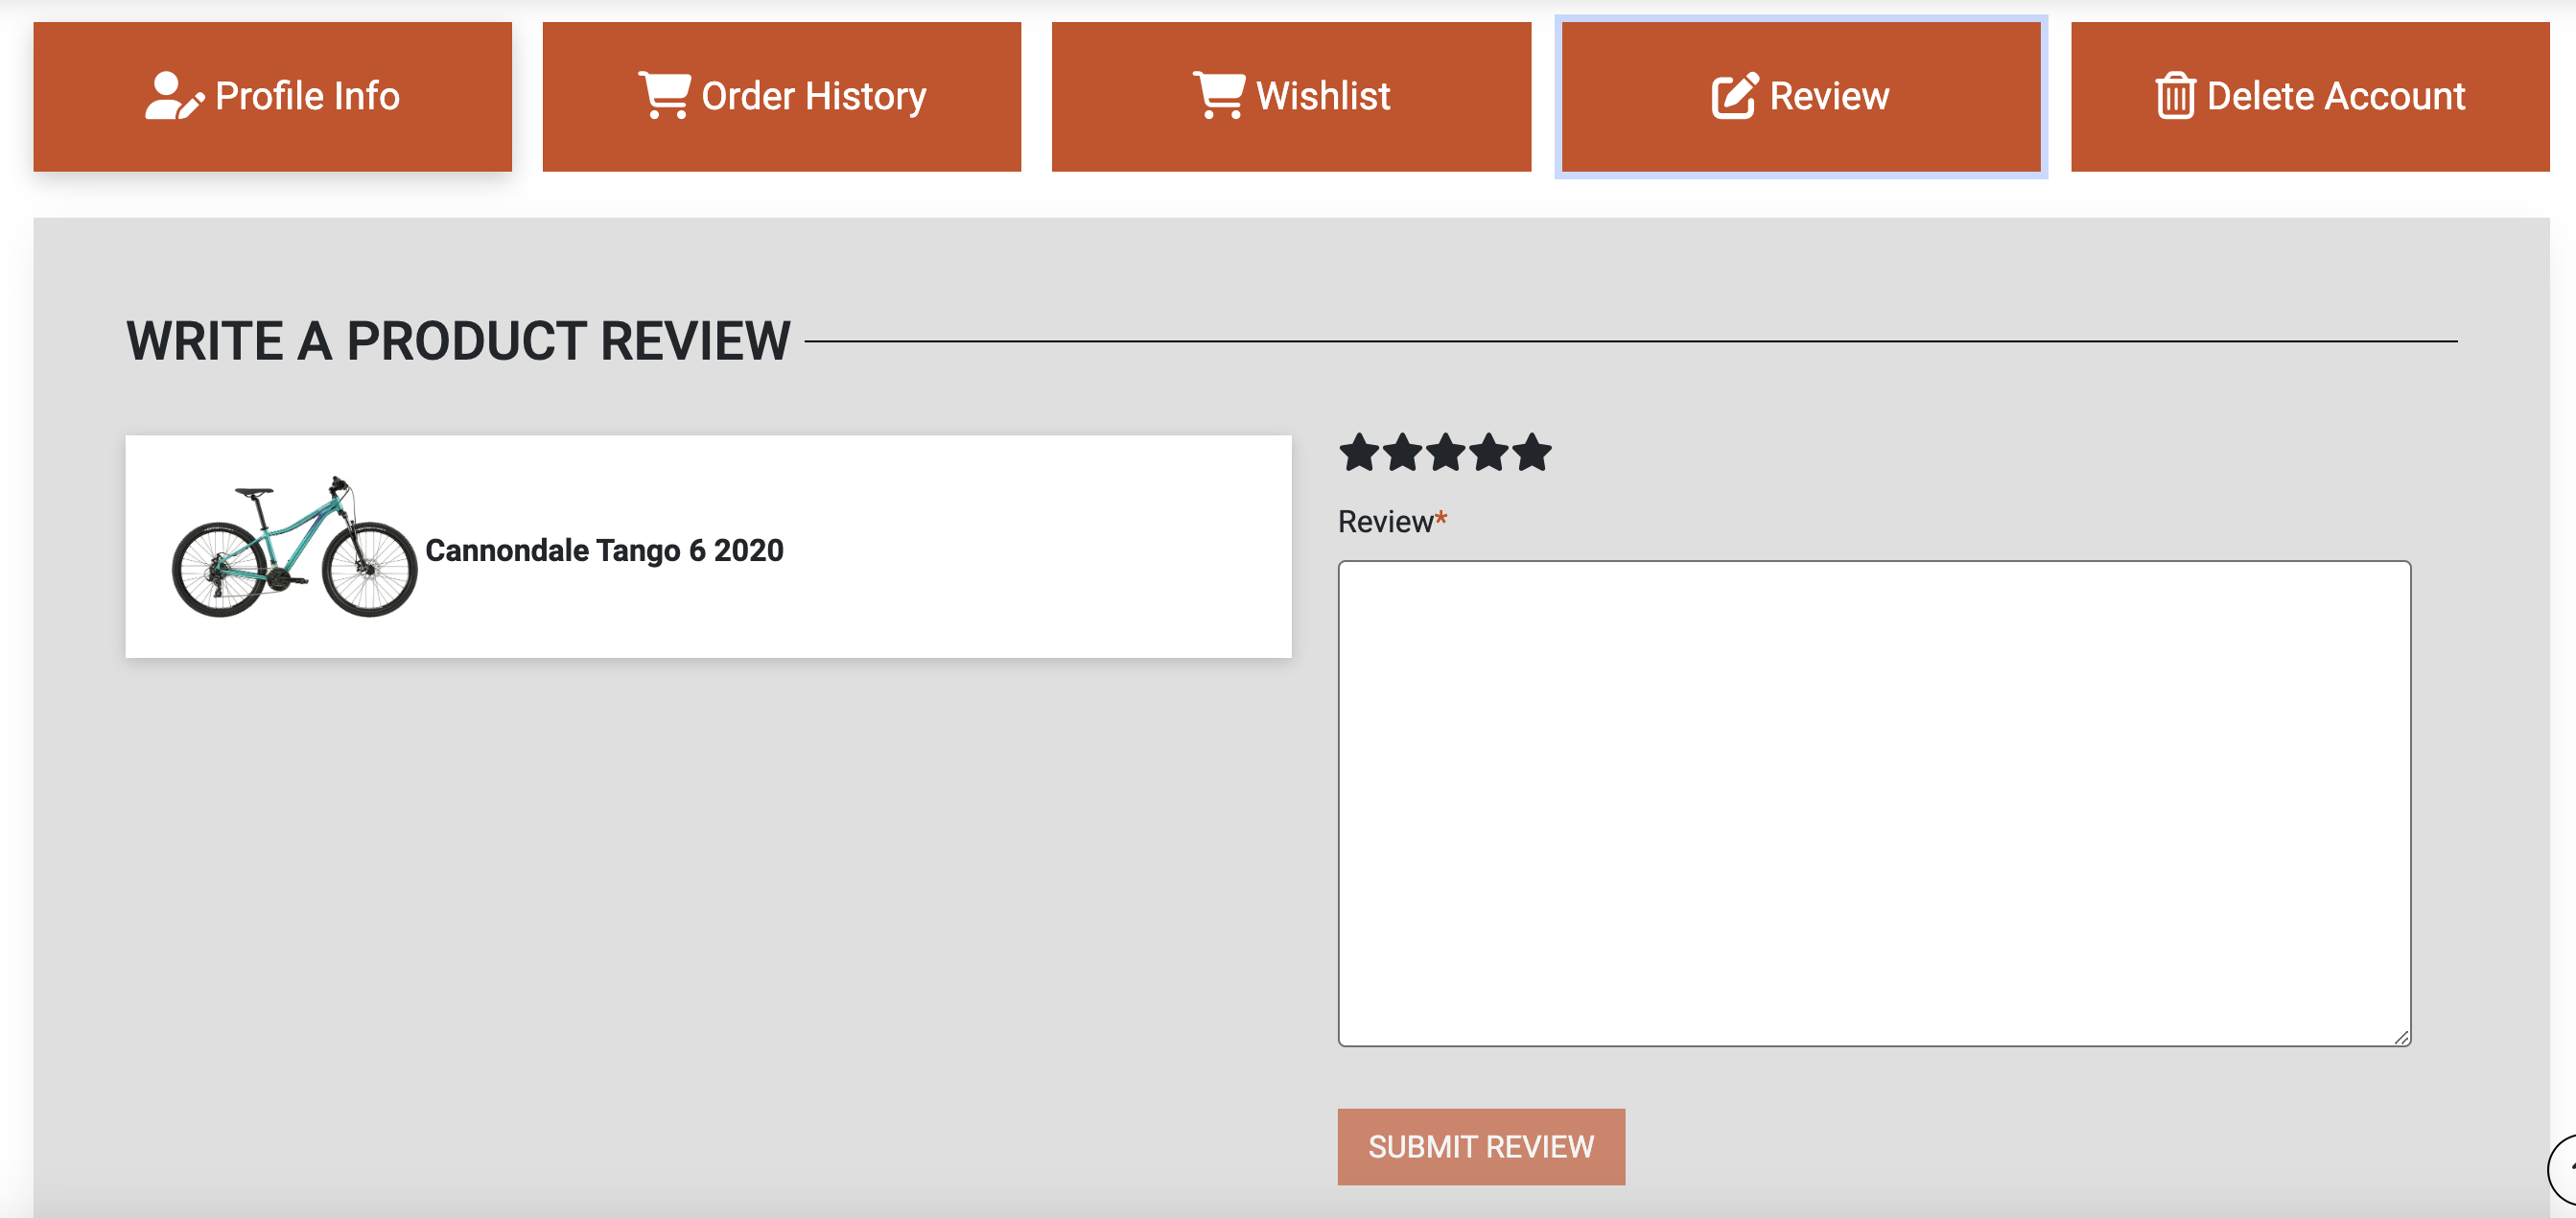 Profile Info
Order History
Wishlist
Review
Delete Account
WRITE A PRODUCT REVIEW
Cannondale Tango 6 2020
Review*
SUBMIT REVIEW